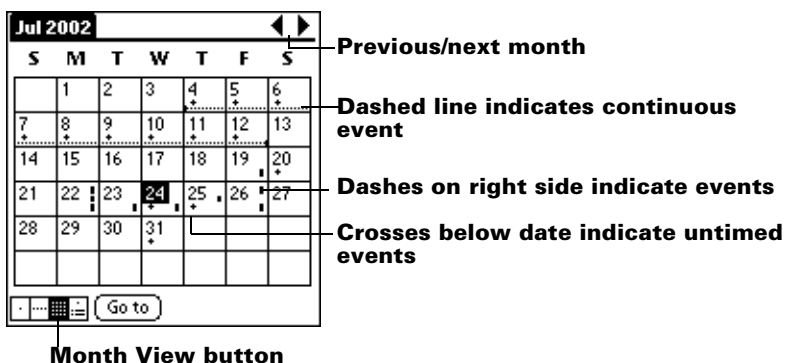 Jul 2002
Previous/next month
S M T W T F S
1 2 3 4 5 6
Dashed line indicates continuous
event
7 8 9 10 11 12 13
14 15 16 17 18 19 20
Dashes on right side indicate events
21 22 23 24 25 26 27
Crosses below date indicate untimed
events
28 29 30 31
Go to
Month View button